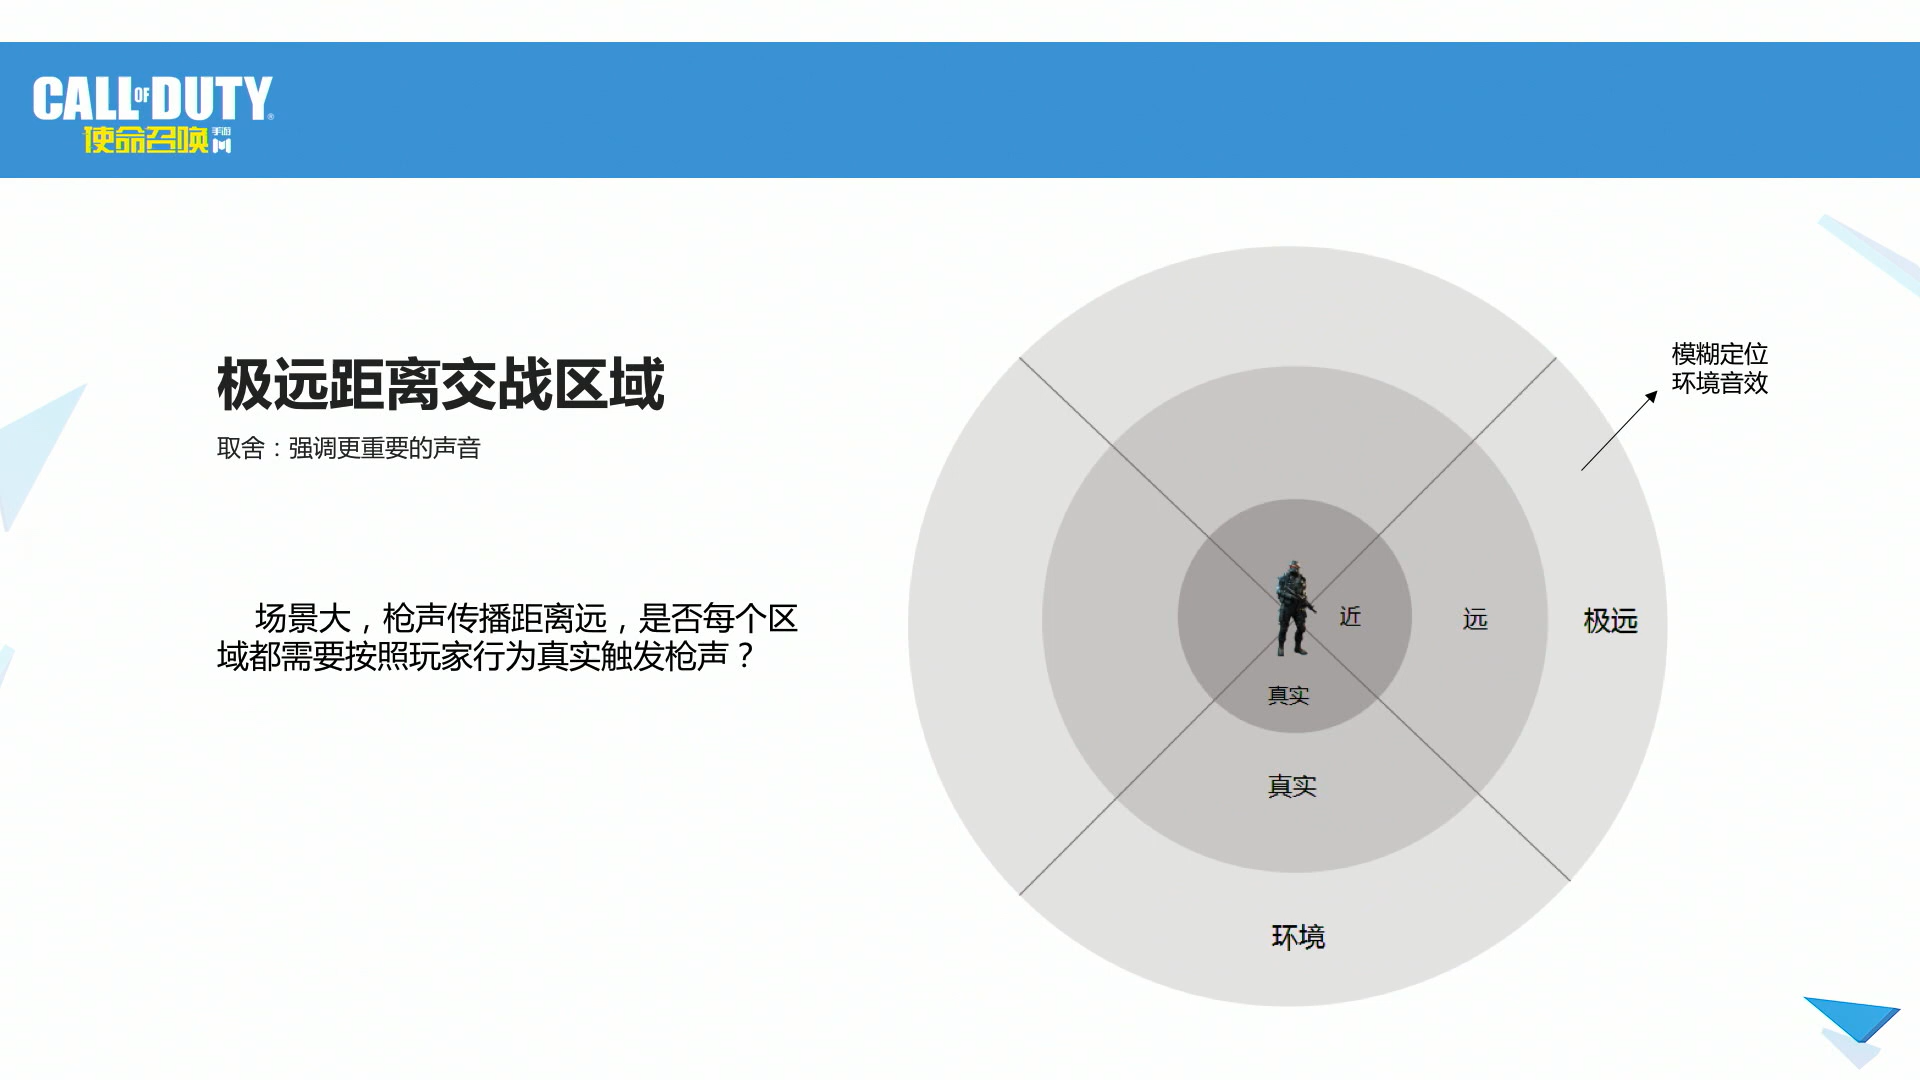 CALL OF DUTY®
使命召唤 手游 M
极远距离交战区域
取舍：强调更重要的声音
场景大，枪声传播距离远，是否每个区
域都需要按照玩家行为真实触发枪声？
模糊定位
环境音效
近
远
极远
真实
真实
环境